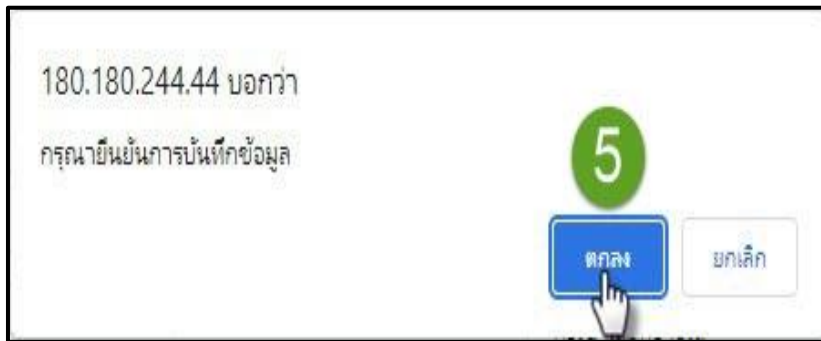 180.180.244.44 บอกว่า
กรุณายืนยันการบันทึกข้อมูล
5
ตกลง
ยกเลิก